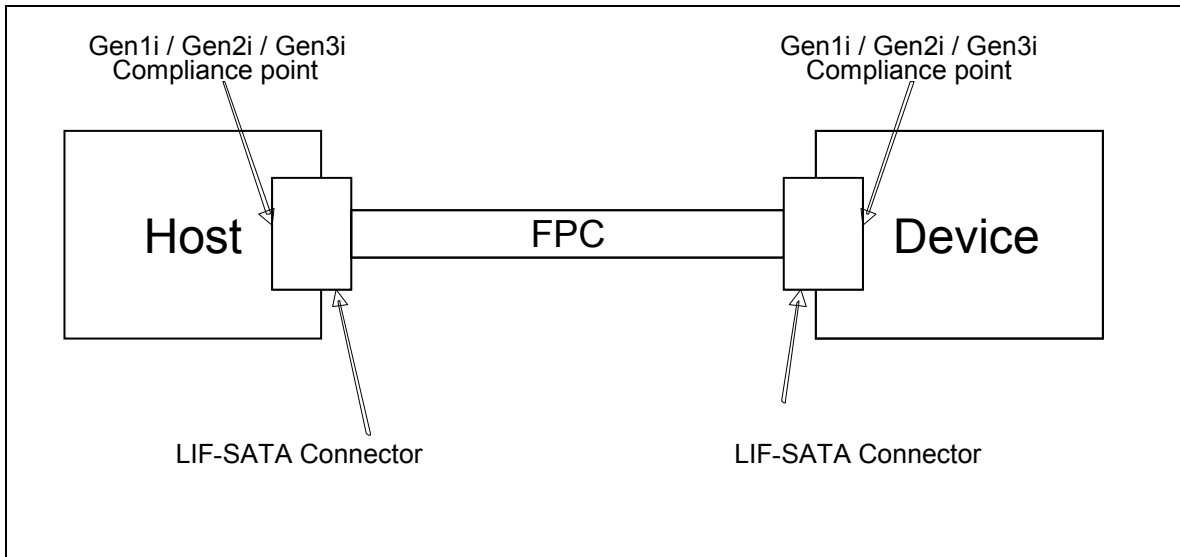 Gen1i / Gen2i / Gen3i
Compliance point
Gen1i / Gen2i / Gen3i
Compliance point
Host
FPC
Device
LIF-SATA Connector
LIF-SATA Connector